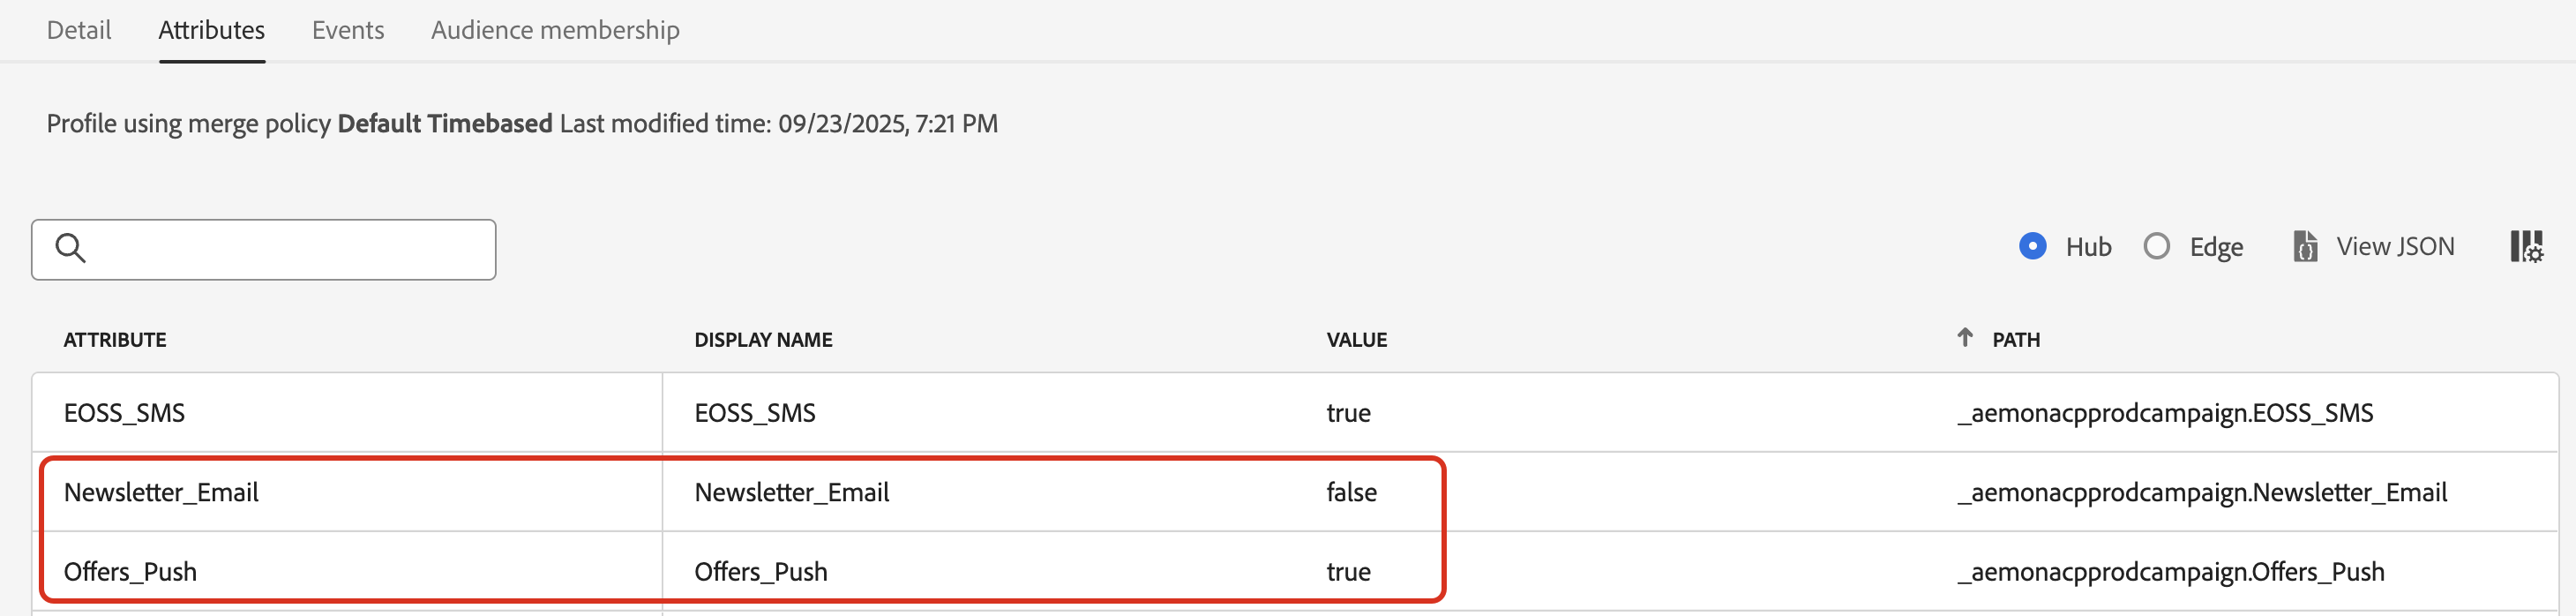 Detail Attributes Events Audience membership
Profile using merge policy Default Timebased Last modified time: 09/23/2025, 7:21 PM
Hub Edge View JSON
ATTRIBUTE DISPLAY NAME VALUE PATH
EOSS_SMS EOSS_SMS true _aemonacpprodcampaign.EOSS_SMS
Newsletter_Email Newsletter_Email false _aemonacpprodcampaign.Newsletter_Email
Offers_Push Offers_Push true _aemonacpprodcampaign.Offers_Push